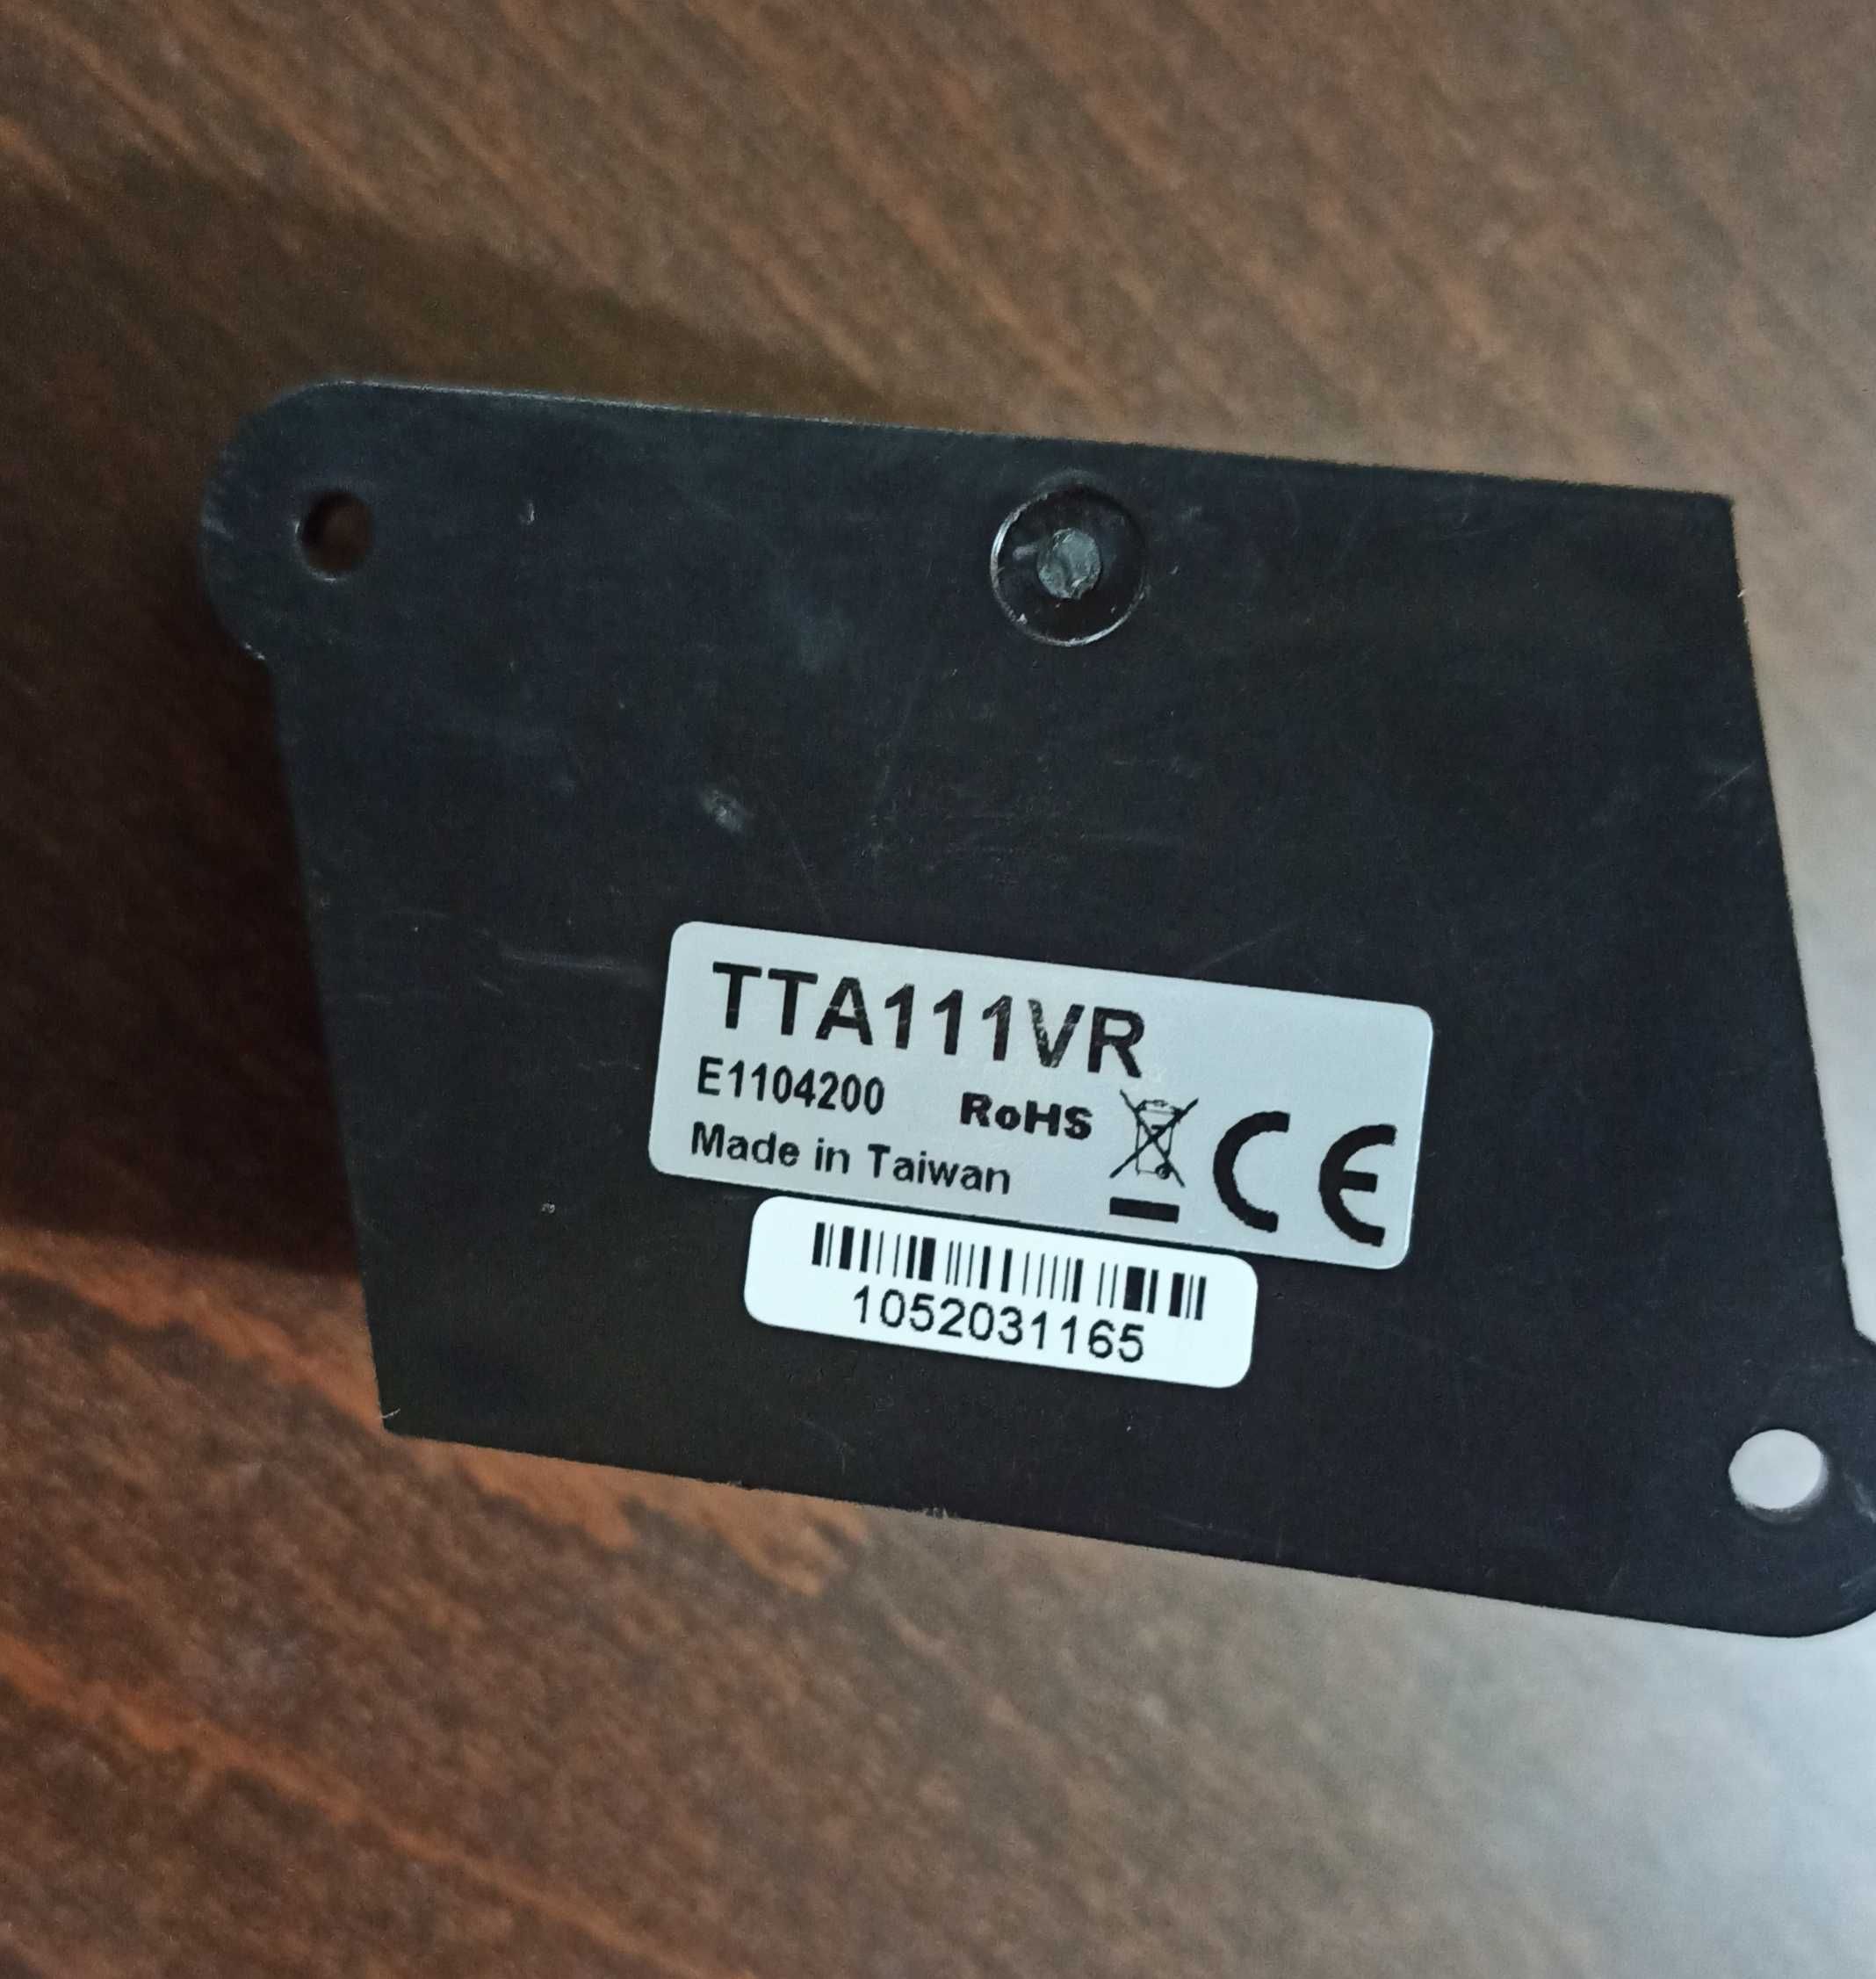 TTA111VR
E1104200 RoHS CE
Made in Taiwan
1052031165